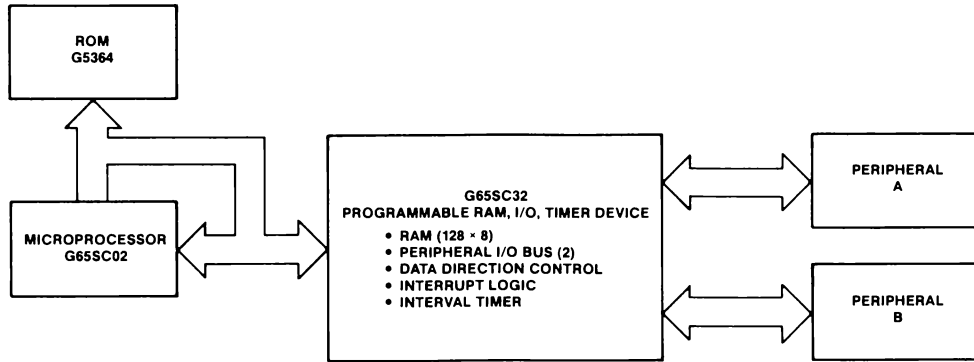 ROM
G5364
MICROPROCESSOR
G65SC02
G65SC32
PROGRAMMABLE RAM, I/O, TIMER DEVICE
• RAM (128 × 8)
• PERIPHERAL I/O BUS (2)
• DATA DIRECTION CONTROL
• INTERRUPT LOGIC
• INTERVAL TIMER
PERIPHERAL
A
PERIPHERAL
B